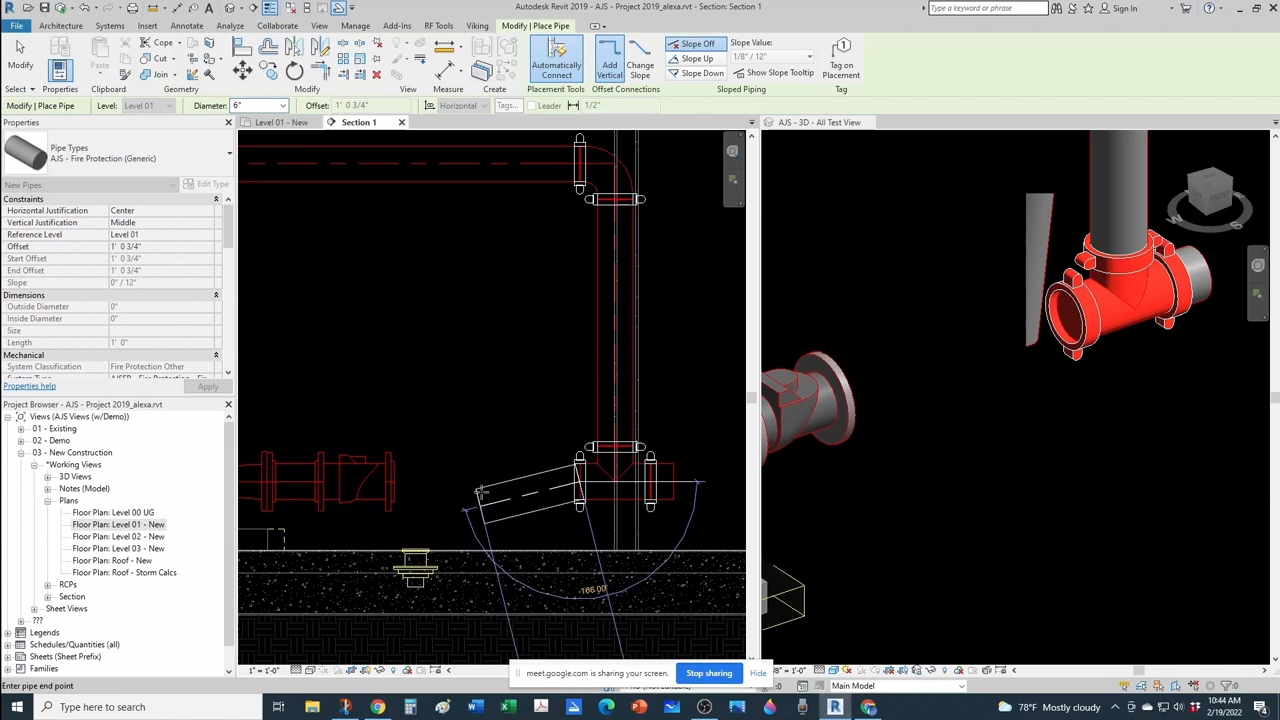 Autodesk Revit 2019 - AJS - Project 2019_alexa.rvt - Section: Section 1
Type a keyword or phrase
Sign In
File Architecture Systems Insert Annotate Analyze Collaborate View Manage Add-Ins RF Tools Viking Modify | Place Pipe
Modify
Paste
Cope
Cut
Join
Automatically Connect
Add Vertical
Change Slope
Slope Off
Slope Up
Slope Down
Slope Value:
1/8" / 12"
Show Slope Tooltip
Tag on Placement
Select Properties Clipboard Geometry Modify View Measure Create Placement Tools Offset Connections Sloped Piping Tag
Modify | Place Pipe Level: Level 01 Diameter: 6" Offset: 1' 0 3/4" Horizontal Tags... Leader 1/2"
Properties
Level 01 - New
Section 1
AJS - 3D - All Test View
Pipe Types
AJS - Fire Protection (Generic)
New Pipes
Edit Type
Constraints
Horizontal Justification Center
Vertical Justification Middle
Reference Level Level 01
Offset 1' 0 3/4"
Start Offset 1' 0 3/4"
End Offset 1' 0 3/4"
Slope 0" / 12"
Dimensions
Outside Diameter 0"
Inside Diameter 0"
Size
Length 1' 0"
Mechanical
System Classification Fire Protection Other
Properties help
Apply
Project Browser - AJS - Project 2019_alexa.rvt
Views (AJS Views (w/Demo))
01 - Existing
02 - Demo
03 - New Construction
*Working Views
3D Views
Notes (Model)
Plans
Floor Plan: Level 00 UG
Floor Plan: Level 01 - New
Floor Plan: Level 02 - New
Floor Plan: Level 03 - New
Floor Plan: Roof - New
Floor Plan: Roof - Storm Calcs
RCPs
Section
Sheet Views
???
Legends
Schedules/Quantities (all)
Sheets (Sheet Prefix)
Families
FRONT
W
S
1" = 1'-0"
meet.google.com is sharing your screen.
Stop sharing
Hide
Enter pipe end point
Main Model
:0
Type here to search
78°F Mostly cloudy
10:44 AM
2/19/2022